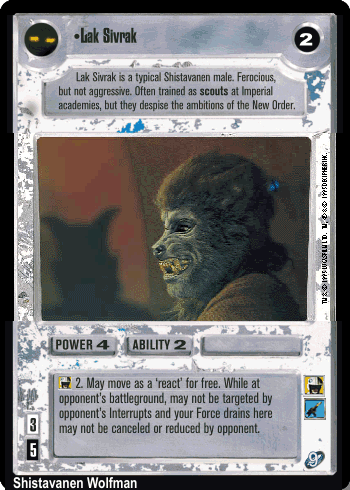 •Lak Sivrak
2
Lak Sivrak is a typical Shistavanen male. Ferocious,
but not aggressive. Often trained as scouts at Imperial
academies, but they despise the ambitions of the New Order.
POWER 4 ABILITY 2
2. May move as a 'react' for free. While at
opponent's battleground, may not be targeted by
opponent's Interrupts and your Force drains here
may not be canceled or reduced by opponent.
3
5
Shistavanen Wolfman